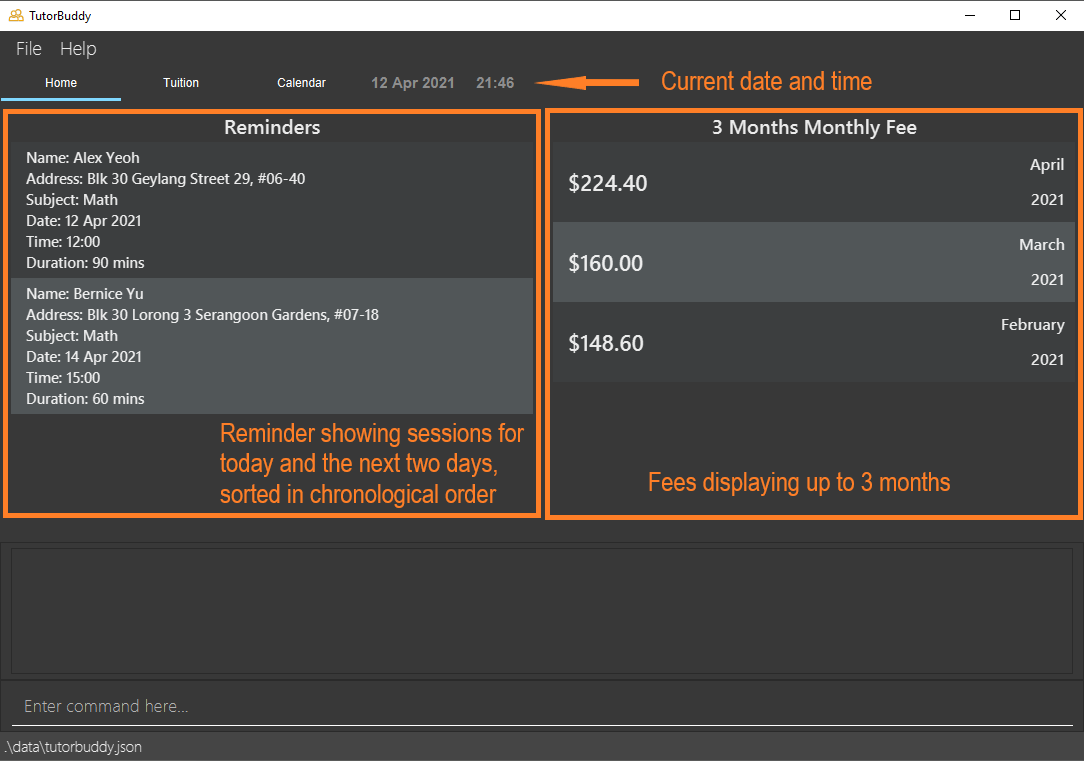 TutorBuddy
File Help
Home Tuition Calendar 12 Apr 2021 21:46 Current date and time
Reminders
Name: Alex Yeoh
Address: Blk 30 Geylang Street 29, #06-40
Subject: Math
Date: 12 Apr 2021
Time: 12:00
Duration: 90 mins
Name: Bernice Yu
Address: Blk 30 Lorong 3 Serangoon Gardens, #07-18
Subject: Math
Date: 14 Apr 2021
Time: 15:00
Duration: 60 mins
Reminder showing sessions for
today and the next two days,
sorted in chronological order
3 Months Monthly Fee
April
$224.40
2021
March
$160.00
2021
February
$148.60
2021
Fees displaying up to 3 months
Enter command here...
.\data\tutorbuddy.json